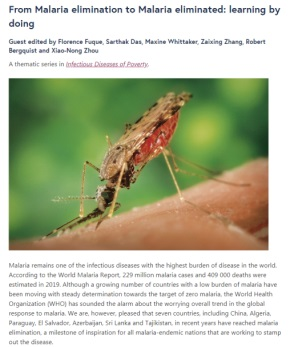 From Malaria elimination to Malaria eliminated: learning by
doing
Guest edited by Florence Fuque, Sarthak Das, Maxine Whittaker, Zaixing Zhang, Robert
Bergquist and Xiao-Nong Zhou
A thematic series in Infectious Diseases of Poverty.
Malaria remains one of the infectious diseases with the highest burden of disease in the world.
According to the World Malaria Report, 229 million malaria cases and 409 000 deaths were
estimated in 2019. Although a growing number of countries with a low burden of malaria have
been moving with steady determination towards the target of zero malaria, the World Health
Organization (WHO) has sounded the alarm about the worrying overall trend in the global
response to malaria. We are, however, pleased that seven countries, including China, Algeria,
Paraguay, El Salvador, Azerbaijan, Sri Lanka and Tajikistan, in recent years have reached malaria
elimination, a milestone of inspiration for all malaria-endemic nations that are working to stamp
out the disease.